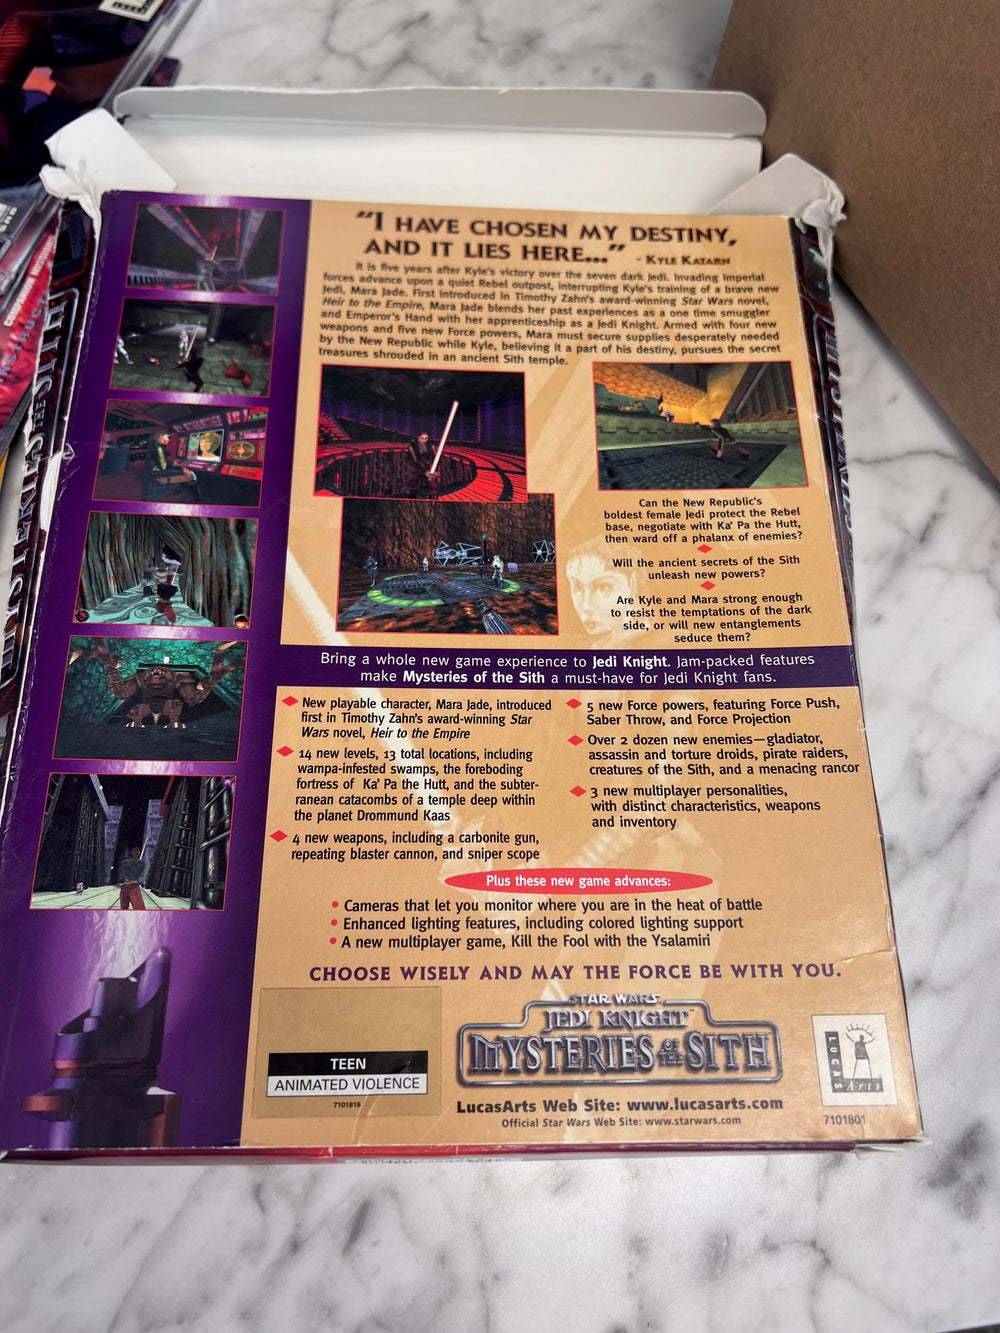 "I HAVE CHOSEN MY DESTINY,
AND IT LIES HERE..." - KYLE KATARN
It is five years after Kyle's victory over the seven dark Jedi. Invading Imperial
forces advance upon a quiet Rebel outpost, interrupting Kyle's training of a brave new
Jedi, Mara Jade. First introduced in Timothy Zahn's award-winning Star Wars novel,
Heir to the Empire, Mara Jade blends her past experiences as a one time smuggler
and Emperor's Hand with her apprenticeship as a Jedi Knight. Armed with four new
weapons and five new Force powers, Mara must secure supplies desperately needed
by the New Republic while Kyle, believing it a part of his destiny, pursues the secret
treasures shrouded in an ancient Sith temple.
Can the New Republic's
boldest female Jedi protect the Rebel
base, negotiate with Ka' Pa the Hutt,
then ward off a phalanx of enemies?
Will the ancient secrets of the Sith
unleash new powers?
Are Kyle and Mara strong enough
to resist the temptations of the dark
side, or will new entanglements
seduce them?
Bring a whole new game experience to Jedi Knight. Jam-packed features
make Mysteries of the Sith a must-have for Jedi Knight fans.
New playable character, Mara Jade, introduced
first in Timothy Zahn's award-winning Star
Wars novel, Heir to the Empire
14 new levels, 13 total locations, including
wampa-infested swamps, the foreboding
fortress of Ka' Pa the Hutt, and the subter-
ranean catacombs of a temple deep within
the planet Drommund Kaas
4 new weapons, including a carbonite gun,
repeating blaster cannon, and sniper scope
5 new Force powers, featuring Force Push,
Saber Throw, and Force Projection
Over 2 dozen new enemies—gladiator,
assassin and torture droids, pirate raiders,
creatures of the Sith, and a menacing rancor
3 new multiplayer personalities,
with distinct characteristics, weapons
and inventory
Plus these new game advances:
• Cameras that let you monitor where you are in the heat of battle
• Enhanced lighting features, including colored lighting support
• A new multiplayer game, Kill the Fool with the Ysalamiri
CHOOSE WISELY AND MAY THE FORCE BE WITH YOU.
TEEN
ANIMATED VIOLENCE
7101816
STAR WARS
JEDI KNIGHT
MYSTERIES OF THE SITH
LucasArts Web Site: www.lucasarts.com
Official Star Wars Web Site: www.starwars.com
LUCAS
Arts
7101801
MYSTERIES OF THE SITH